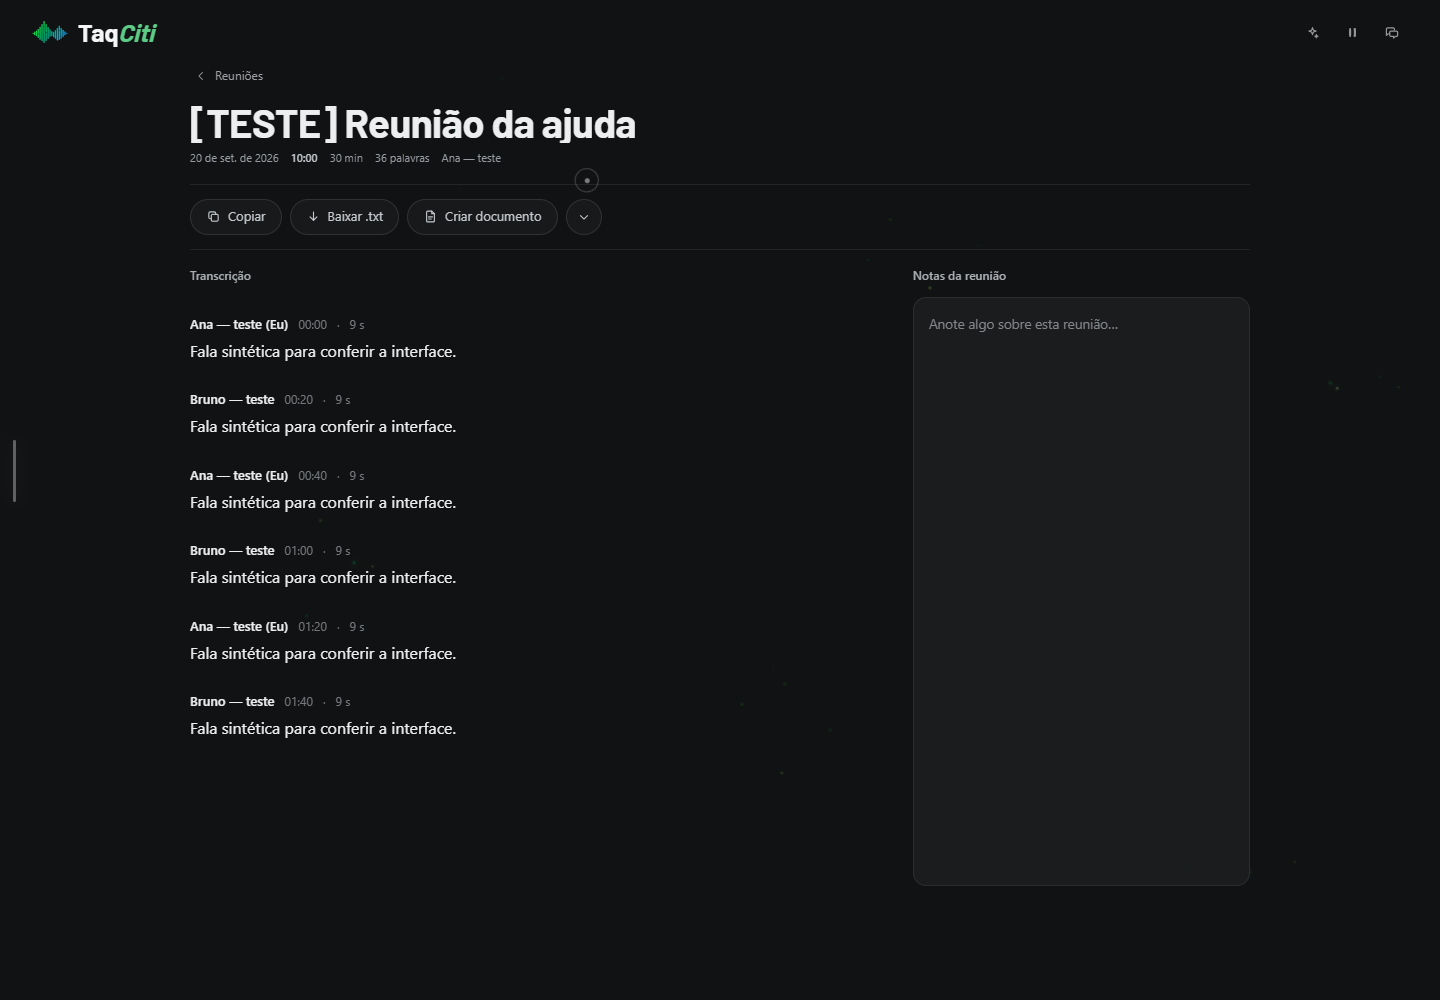 TaqCiti
Reuniões
[TESTE] Reunião da ajuda
20 de set. de 2026 10:00 30 min 36 palavras Ana — teste
Copiar Baixar .txt Criar documento
Transcrição
Ana — teste (Eu) 00:00 · 9 s
Fala sintética para conferir a interface.
Bruno — teste 00:20 · 9 s
Fala sintética para conferir a interface.
Ana — teste (Eu) 00:40 · 9 s
Fala sintética para conferir a interface.
Bruno — teste 01:00 · 9 s
Fala sintética para conferir a interface.
Ana — teste (Eu) 01:20 · 9 s
Fala sintética para conferir a interface.
Bruno — teste 01:40 · 9 s
Fala sintética para conferir a interface.
Notas da reunião
Anote algo sobre esta reunião...